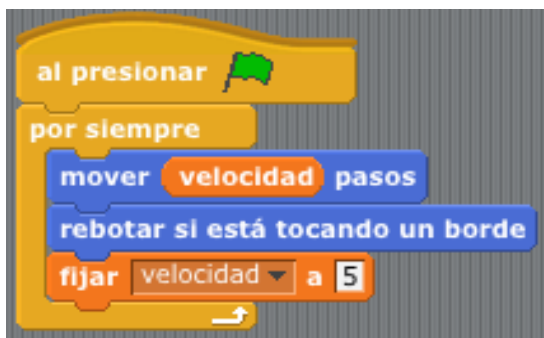 al presionar
por siempre
mover velocidad pasos
rebotar si está tocando un borde
fijar velocidad a 5